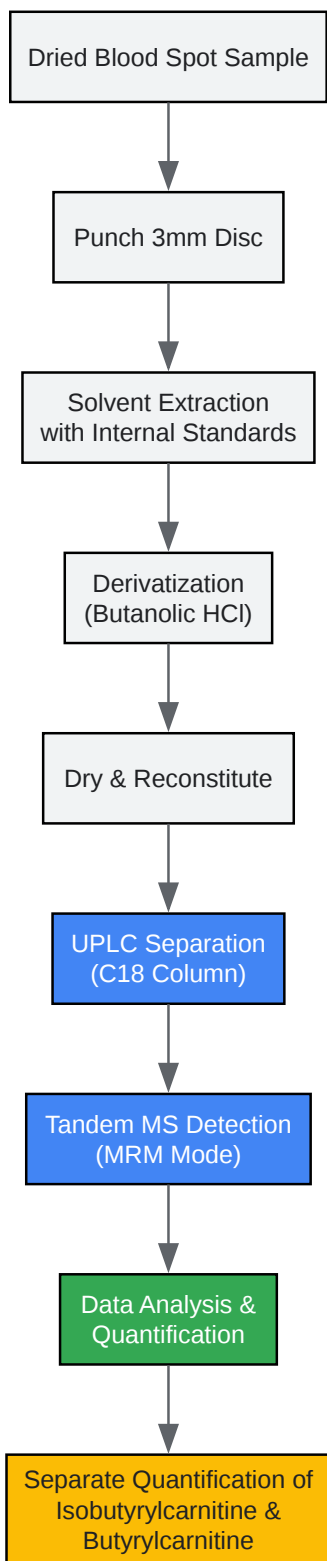 Dried Blood Spot Sample
Punch 3mm Disc
Solvent Extraction
with Internal Standards
Derivatization
(Butanolic HCl)
Dry & Reconstitute
UPLC Separation
(C18 Column)
Tandem MS Detection
(MRM Mode)
Data Analysis &
Quantification
Separate Quantification of
Isobutyrylcarnitine &
Butyrylcarnitine